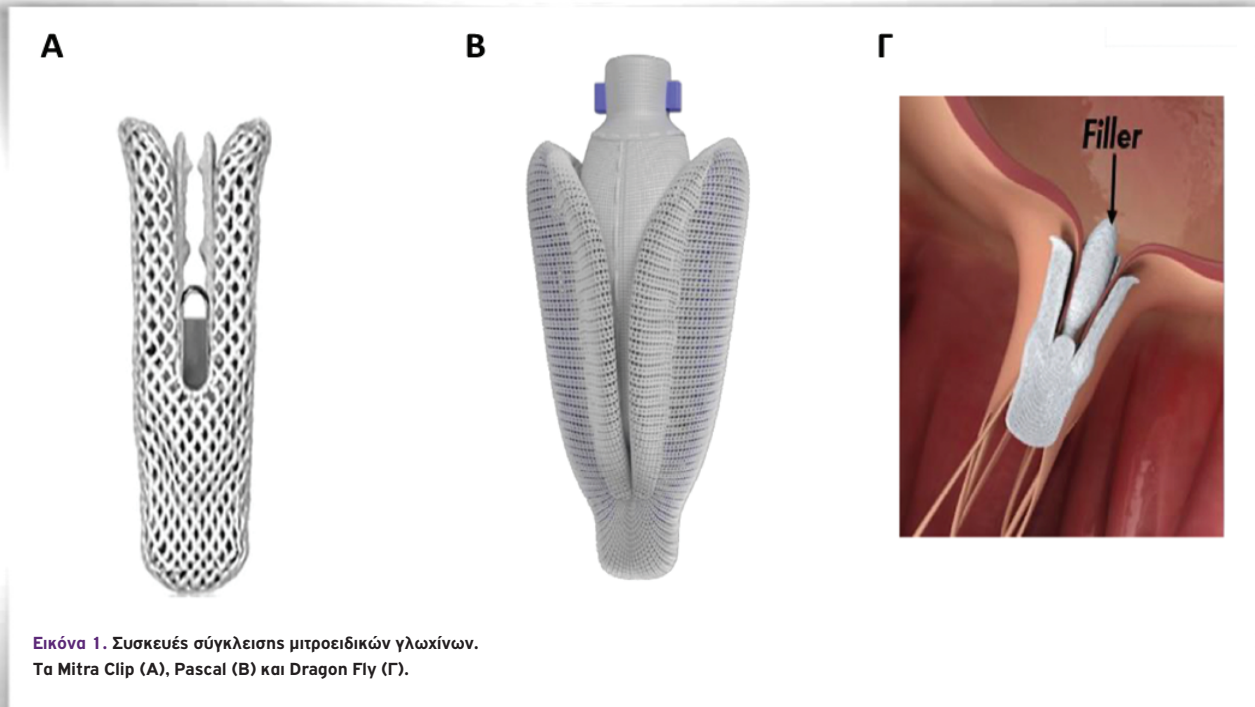 Α
Β
Γ
Filler
Εικόνα 1. Συσκευές σύγκλεισης μιτροειδικών γλωχίνων.
Τα Mitra Clip (Α), Pascal (Β) και Dragon Fly (Γ).